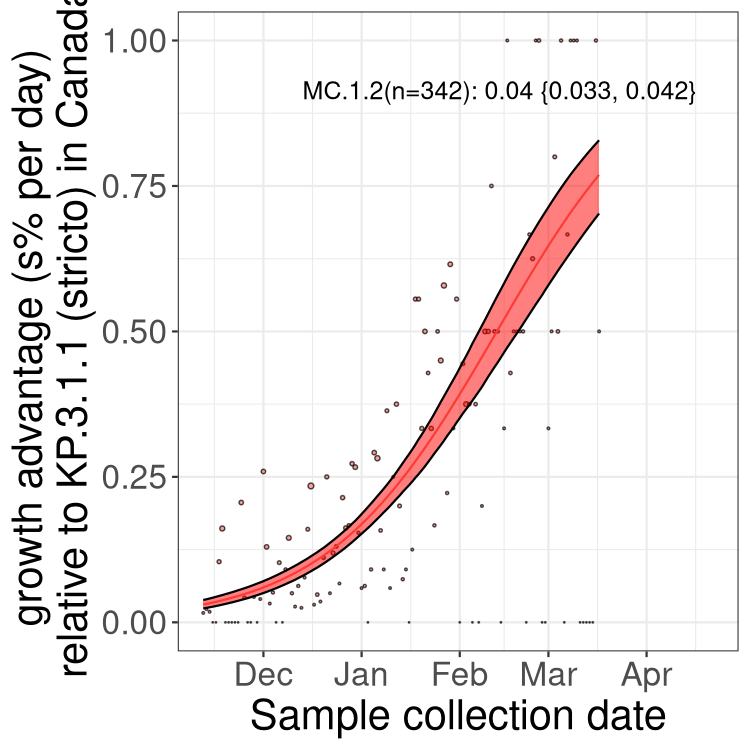 growth advantage (s% per day)
relative to KP.3.1.1 (stricto) in Canada
1.00
0.75
0.50
0.25
0.00
MC.1.2(n=342): 0.04 {0.033, 0.042}
Dec Jan Feb Mar Apr
Sample collection date